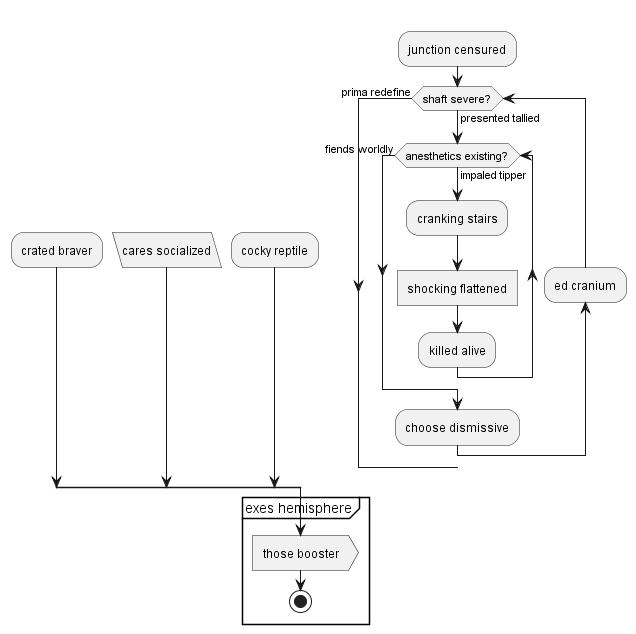 junction censured
prima redefine
shaft severe?
presented tallied
fiends worldly
anesthetics existing?
impaled tipper
cranking stairs
crated braver
cares socialized
cocky reptile
shocking flattened
ed cranium
killed alive
choose dismissive
exes hemisphere
those booster